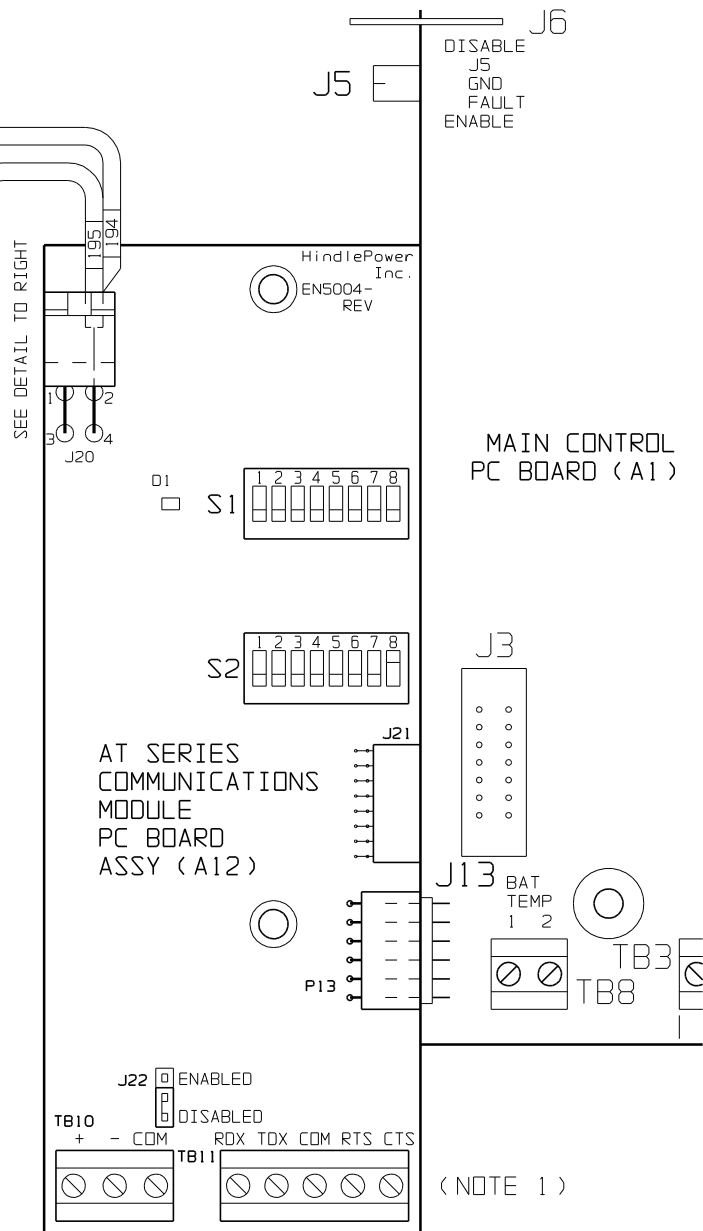 J6
DISABLE
J5
GND
FAULT
ENABLE
J5
195
194
SEE DETAIL TO RIGHT
HindlePower
Inc.
EN5004-
REV
1 2
3 4
J20
MAIN CONTROL
PC BOARD (A1)
D1
S1
1 2 3 4 5 6 7 8
S2
1 2 3 4 5 6 7 8
J3
J21
AT SERIES
COMMUNICATIONS
MODULE
PC BOARD
ASSY (A12)
J13
BAT
TEMP
1 2
TB3
TB8
P13
J22
ENABLED
DISABLED
TB10
+ - COM
TB11
RDX TDX COM RTS CTS
(NOTE 1)